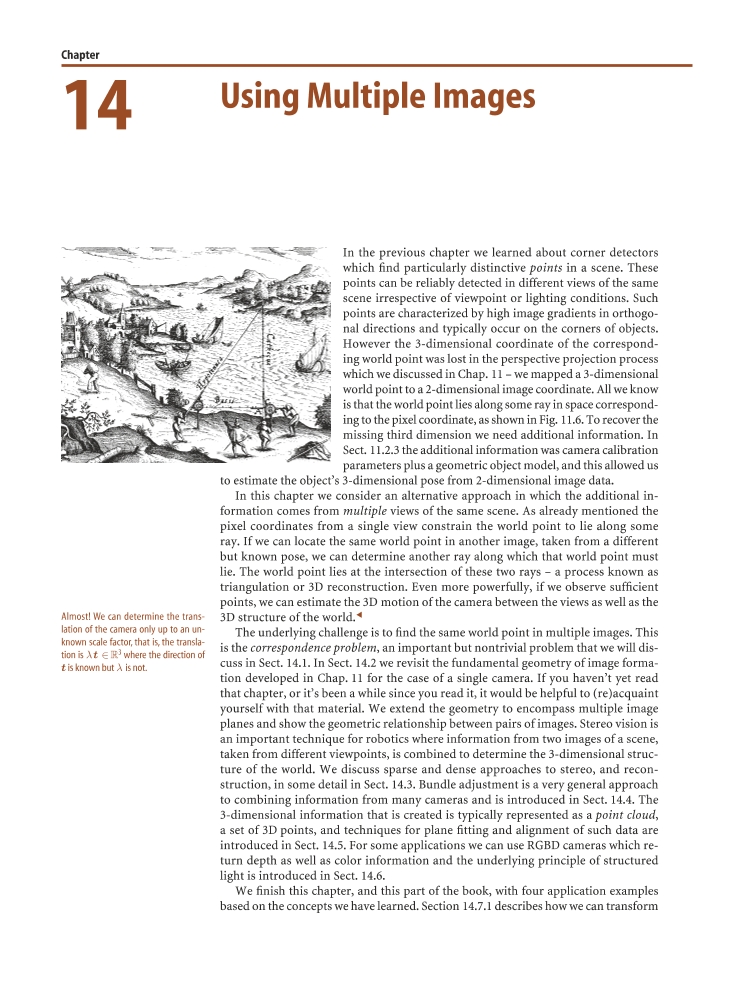 Chapter
14
Using Multiple Images
In the previous chapter we learned about corner detectors
which find particularly distinctive points in a scene. These
points can be reliably detected in different views of the same
scene irrespective of viewpoint or lighting conditions. Such
points are characterized by high image gradients in orthogo-
nal directions and typically occur on the corners of objects.
However the 3-dimensional coordinate of the correspond-
ing world point was lost in the perspective projection process
which we discussed in Chap. 11 – we mapped a 3-dimensional
world point to a 2-dimensional image coordinate. All we know
is that the world point lies along some ray in space correspond-
ing to the pixel coordinate, as shown in Fig. 11.6. To recover the
missing third dimension we need additional information. In
Sect. 11.2.3 the additional information was camera calibration
parameters plus a geometric object model, and this allowed us
to estimate the object's 3-dimensional pose from 2-dimensional image data.
In this chapter we consider an alternative approach in which the additional in-
formation comes from multiple views of the same scene. As already mentioned the
pixel coordinates from a single view constrain the world point to lie along some
ray. If we can locate the same world point in another image, taken from a different
but known pose, we can determine another ray along which that world point must
lie. The world point lies at the intersection of these two rays – a process known as
triangulation or 3D reconstruction. Even more powerfully, if we observe sufficient
points, we can estimate the 3D motion of the camera between the views as well as the
3D structure of the world.◄
Almost! We can determine the trans-
lation of the camera only up to an un-
known scale factor, that is, the transla-
tion is λt ∈ ℝ³ where the direction of
t is known but λ is not.
The underlying challenge is to find the same world point in multiple images. This
is the correspondence problem, an important but nontrivial problem that we will dis-
cuss in Sect. 14.1. In Sect. 14.2 we revisit the fundamental geometry of image forma-
tion developed in Chap. 11 for the case of a single camera. If you haven't yet read
that chapter, or it's been a while since you read it, it would be helpful to (re)acquaint
yourself with that material. We extend the geometry to encompass multiple image
planes and show the geometric relationship between pairs of images. Stereo vision is
an important technique for robotics where information from two images of a scene,
taken from different viewpoints, is combined to determine the 3-dimensional struc-
ture of the world. We discuss sparse and dense approaches to stereo, and recon-
struction, in some detail in Sect. 14.3. Bundle adjustment is a very general approach
to combining information from many cameras and is introduced in Sect. 14.4. The
3-dimensional information that is created is typically represented as a point cloud,
a set of 3D points, and techniques for plane fitting and alignment of such data are
introduced in Sect. 14.5. For some applications we can use RGBD cameras which re-
turn depth as well as color information and the underlying principle of structured
light is introduced in Sect. 14.6.
We finish this chapter, and this part of the book, with four application examples
based on the concepts we have learned. Section 14.7.1 describes how we can transform